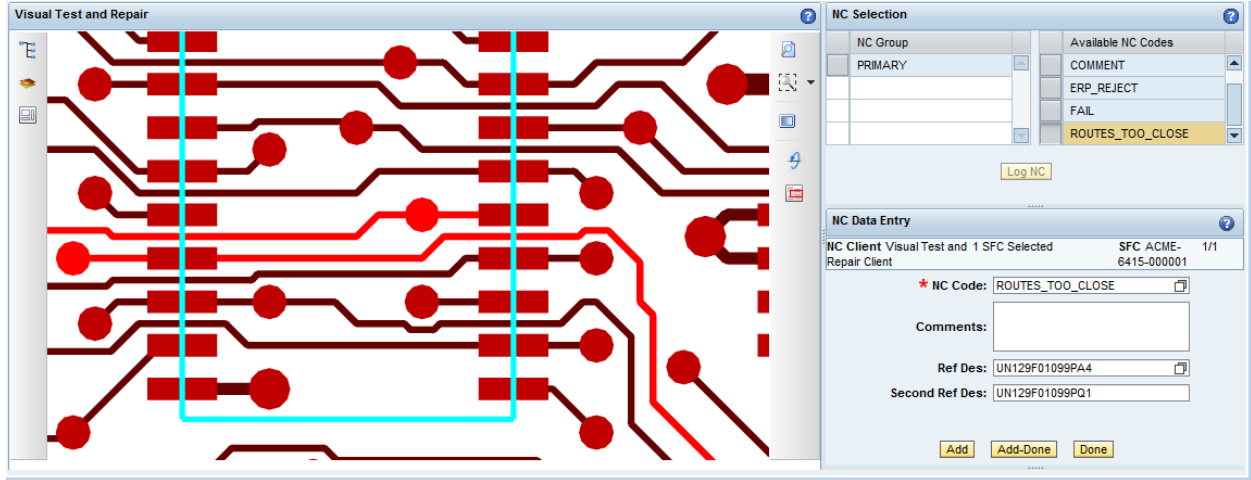 Visual Test and Repair
NC Selection
NC Group
Available NC Codes
PRIMARY
COMMENT
ERP_REJECT
FAIL
ROUTES_TOO_CLOSE
Log NC
NC Data Entry
NC Client Visual Test and 1 SFC Selected SFC ACME- 1/1
Repair Client 6415-000001
* NC Code: ROUTES_TOO_CLOSE
Comments:
Ref Des: UN129F01099PA4
Second Ref Des: UN129F01099PQ1
Add Add-Done Done